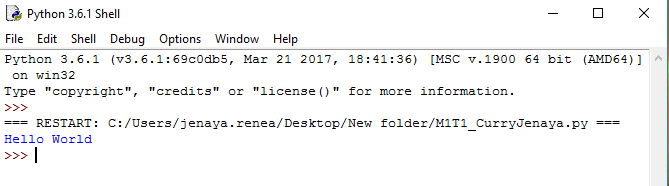 Python 3.6.1 Shell
File Edit Shell Debug Options Window Help
Python 3.6.1 (v3.6.1:69c0db5, Mar 21 2017, 18:41:36) [MSC v.1900 64 bit (AMD64)]
on win32
Type "copyright", "credits" or "license()" for more information.
>>>
=== RESTART: C:/Users/jenaya.renea/Desktop/New folder/M1T1_CurryJenaya.py ===
Hello World
>>>